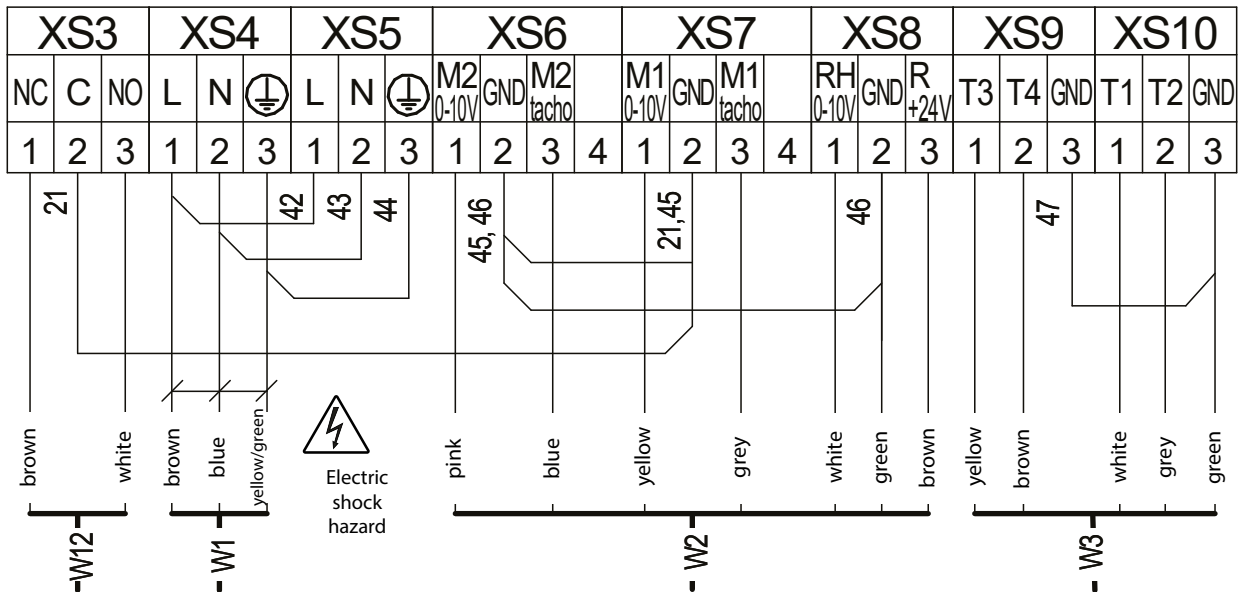 XS3 XS4 XS5 XS6 XS7 XS8 XS9 XS10
NC C NO L N L N M2 0-10V GND M2 tacho M1 0-10V GND M1 tacho RH 0-10V GND R +24V T3 T4 GND T1 T2 GND
1 2 3 1 2 3 1 2 3 1 2 3 4 1 2 3 4 1 2 3 1 2 3 1 2 3
21 42 43 44 45, 46 21,45 46 47
brown white brown blue yellow/green pink blue yellow grey white green brown yellow brown white grey green
Electric
shock
hazard
-W12 -W1 -W2 -W3